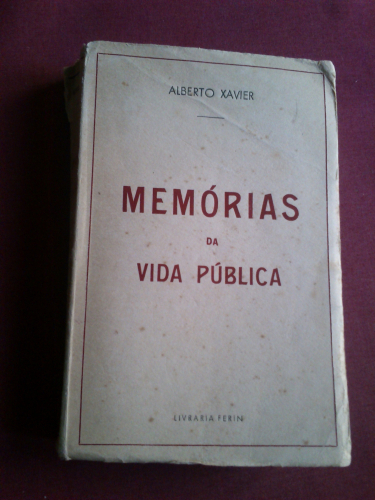 ALBERTO XAVIER
MEMÓRIAS
DA
VIDA PÚBLICA
LIVRARIA FERIN